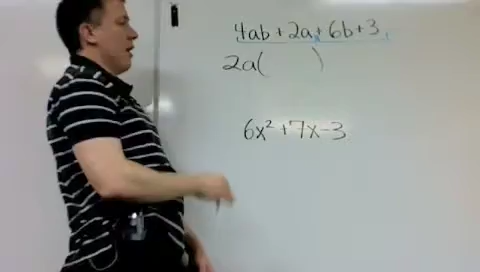 4ab + 2a + 6b + 3
2a(    )
6x² + 7x - 3